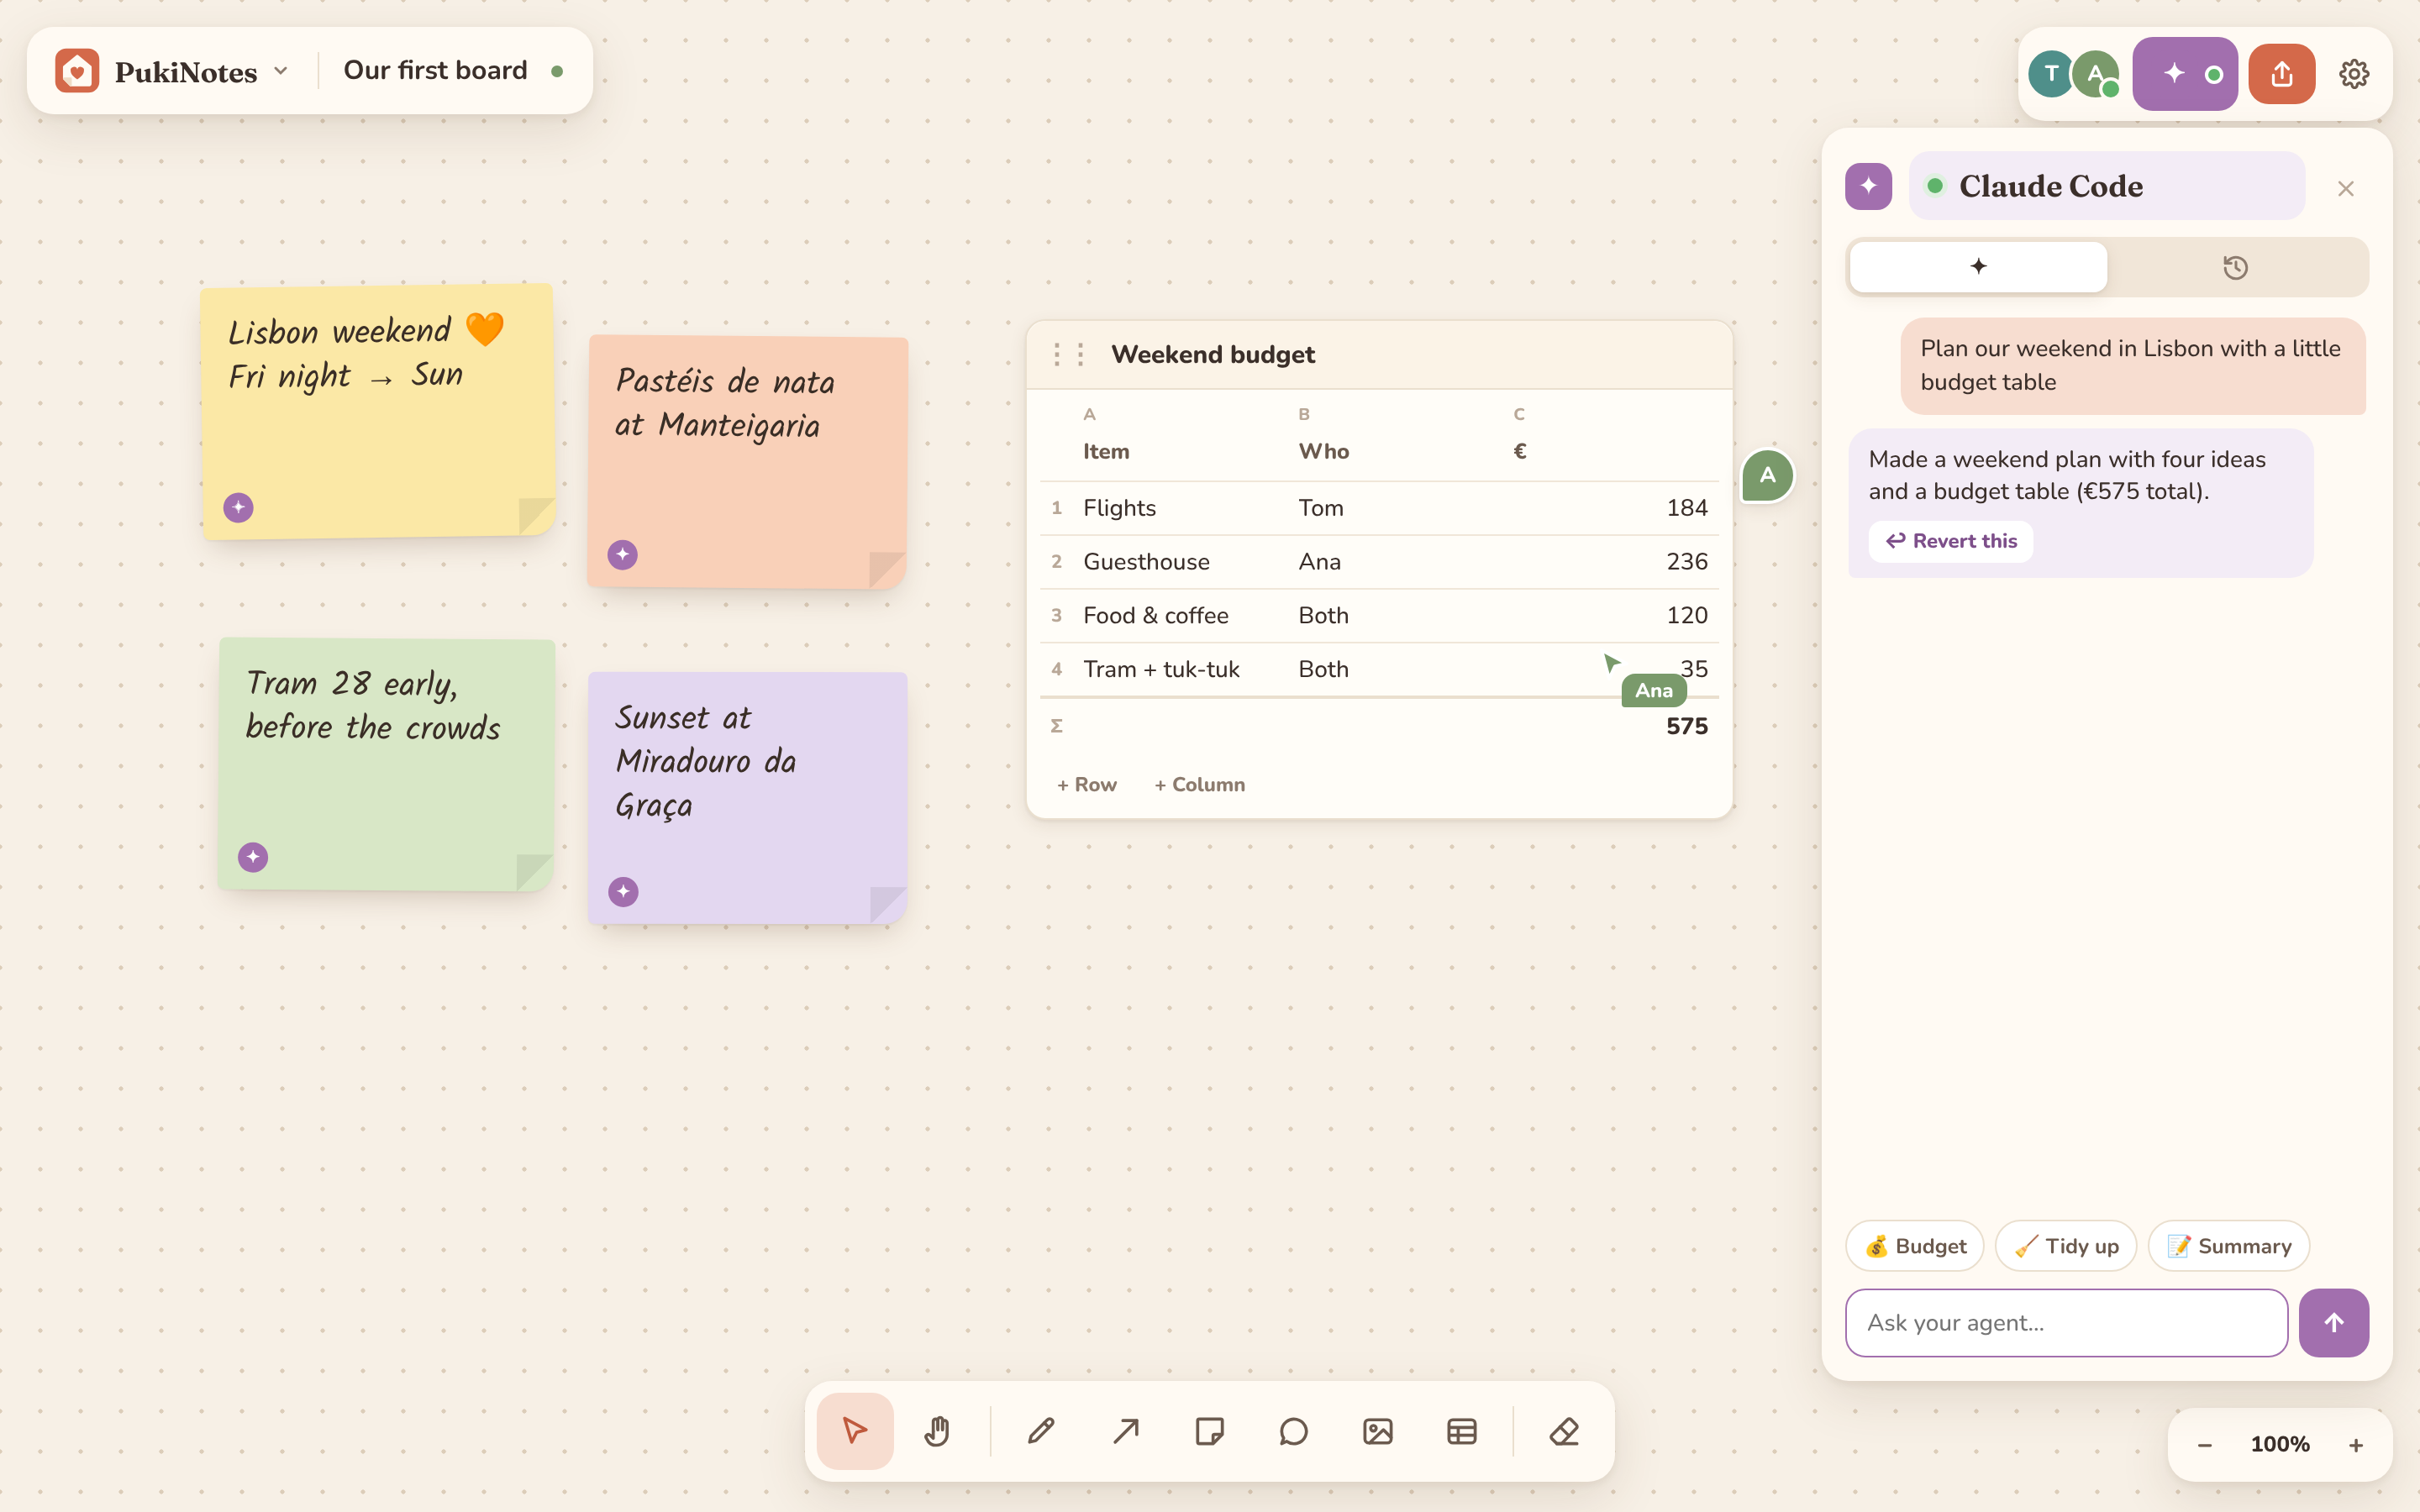 PukiNotes
Our first board
T
A
Claude Code
Plan our weekend in Lisbon with a little
budget table
Made a weekend plan with four ideas
and a budget table (€575 total).
↩ Revert this
Lisbon weekend 🧡
Fri night → Sun
Pastéis de nata
at Manteigaria
Tram 28 early,
before the crowds
Sunset at
Miradouro da
Graça
Weekend budget
A B C
Item Who €
1 Flights Tom 184
2 Guesthouse Ana 236
3 Food & coffee Both 120
4 Tram + tuk-tuk Both 35
Ana
Σ 575
+ Row + Column
A
💰 Budget 🧹 Tidy up 📝 Summary
Ask your agent...
− 100% +